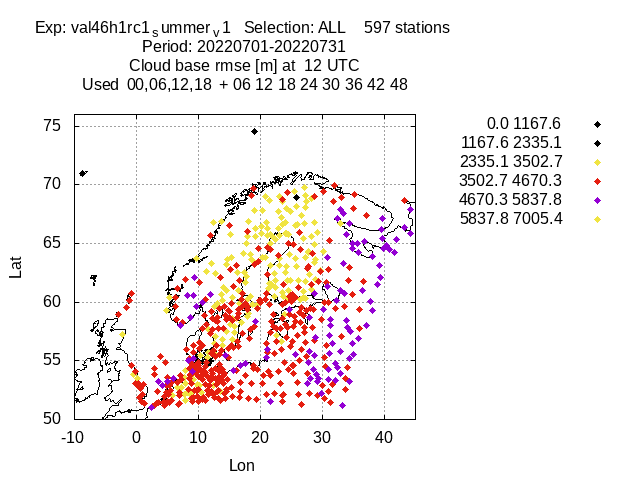 Exp: val46h1rc1_summer_v1 Selection: ALL 597 stations
Period: 20220701-20220731
Cloud base rmse [m] at 12 UTC
Used 00,06,12,18 + 06 12 18 24 30 36 42 48
0.0 1167.6
1167.6 2335.1
2335.1 3502.7
3502.7 4670.3
4670.3 5837.8
5837.8 7005.4
75
70
65
60
55
50
Lat
-10 0 10 20 30 40
Lon